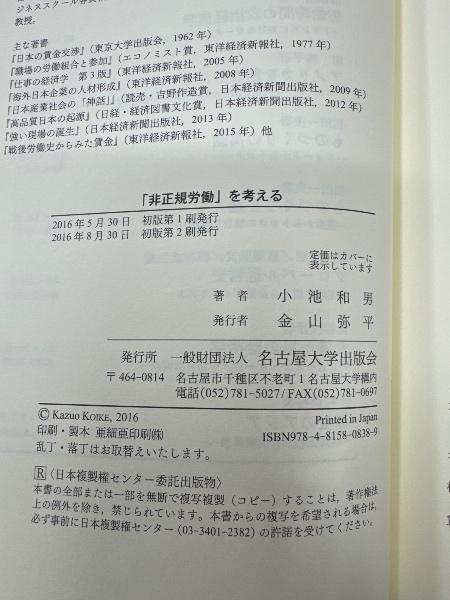 ジネススクール
教授。
主な著書
『日本の賃金交渉』(東京大学出版会，1962年)
『職場の労働組合と参加』(エコノミスト賞，東洋経済新報社，1977年)
『仕事の経済学 第3版』(東洋経済新報社，2005年)
『海外日本企業の人材形成』(東洋経済新報社，2008年)
『日本産業社会の「神話」』(読売・吉野作造賞，日本経済新聞出版社，2009年)
『高品質日本の起源』(日経・経済図書文化賞，日本経済新聞出版社，2012年)
『強い現場の誕生』(日本経済新聞出版社，2013年)
『戦後労働史からみた賃金』(東洋経済新報社，2015年) 他
「非正規労働」を考える
2016年5月30日 初版第1刷発行
2016年8月30日 初版第2刷発行
定価はカバーに
表示しています
著者 小池和男
発行者 金山弥平
発行所 一般財団法人 名古屋大学出版会
〒464-0814 名古屋市千種区不老町1名古屋大学構内
電話(052)781-5027/FAX(052)781-0697
© Kazuo KOIKE, 2016
Printed in Japan
印刷・製本 亜細亜印刷㈱
ISBN978-4-8158-0838-9
乱丁・落丁はお取替えいたします。
R〈日本複製権センター委託出版物〉
本書の全部または一部を無断で複写複製（コピー）することは，著作権法
上の例外を除き，禁じられています。本書からの複写を希望される場合は，
必ず事前に日本複製権センター（03-3401-2382）の許諾を受けてください。